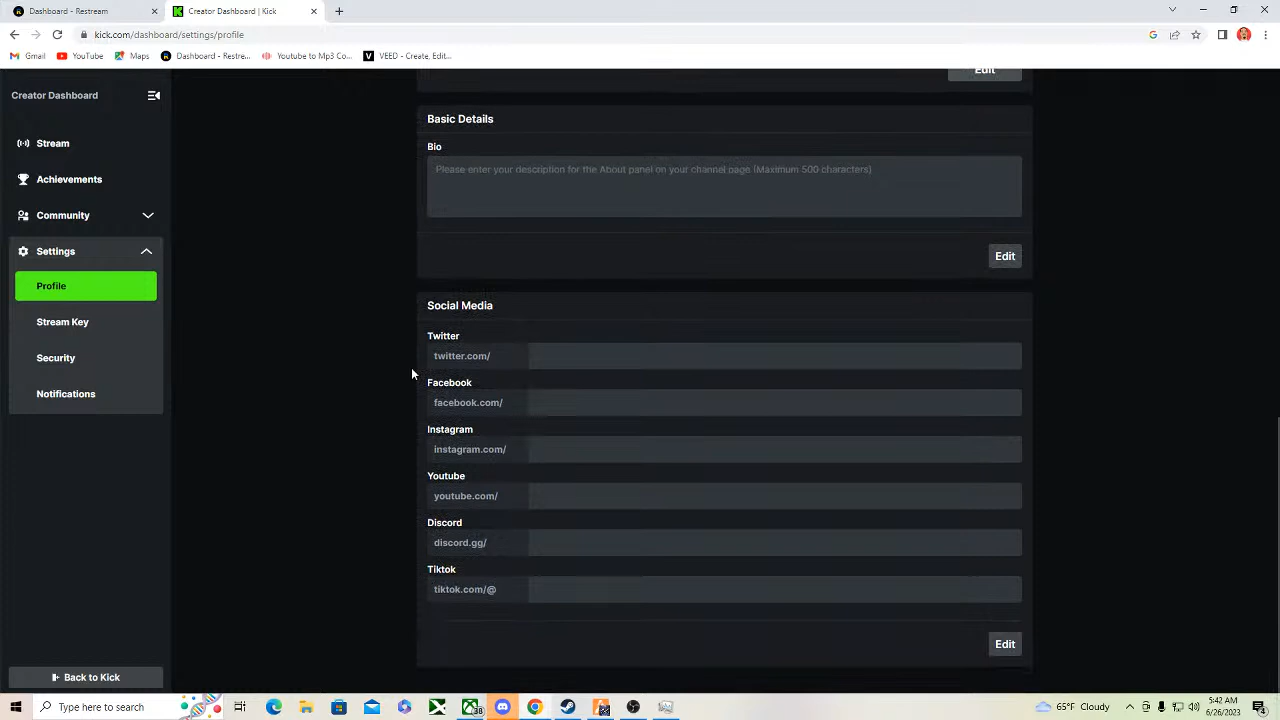 Dashboard - Restream
Creator Dashboard | Kick
kick.com/dashboard/settings/profile
Gmail
YouTube
Maps
Dashboard - Restre...
Youtube to Mp3 Co...
VEED - Create, Edit...
Creator Dashboard
Stream
Achievements
Community
Settings
Profile
Stream Key
Security
Notifications
Back to Kick
Edit
Basic Details
Bio
Please enter your description for the About panel on your channel page (Maximum 500 characters)
Edit
Social Media
Twitter
twitter.com/
Facebook
facebook.com/
Instagram
instagram.com/
Youtube
youtube.com/
Discord
discord.gg/
Tiktok
tiktok.com/@
Edit
Type here to search
38
65°F Cloudy
5:42 AM
6/26/2023